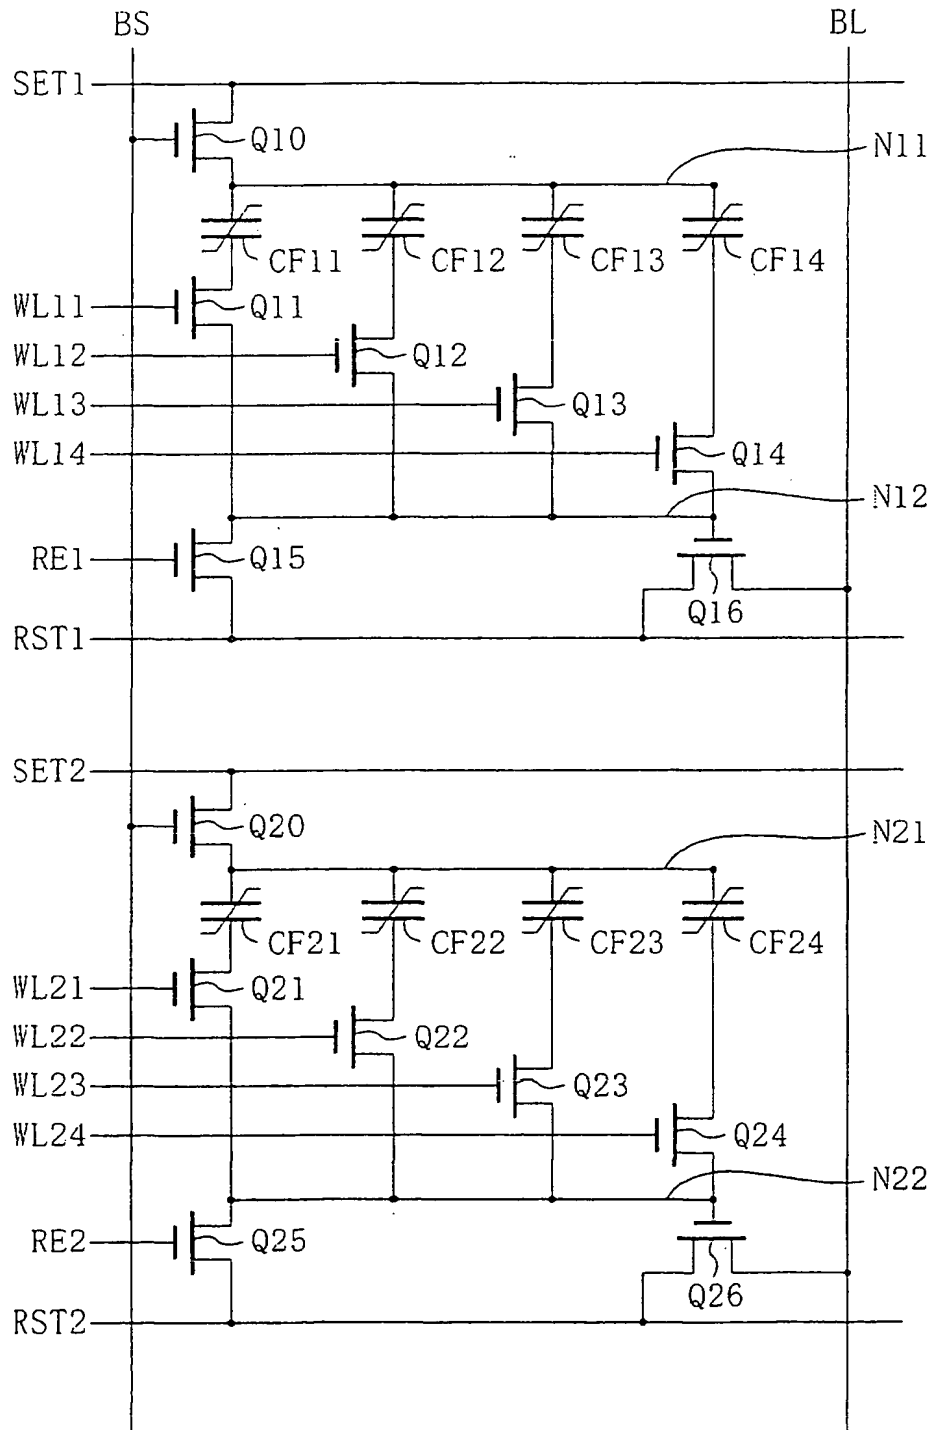 BS BL
SET1
Q10
N11
CF11 CF12 CF13 CF14
WL11 Q11
WL12 Q12
WL13 Q13
WL14 Q14
N12
RE1 Q15
Q16
RST1
SET2
Q20
N21
CF21 CF22 CF23 CF24
WL21 Q21
WL22 Q22
WL23 Q23
WL24 Q24
N22
RE2 Q25
Q26
RST2